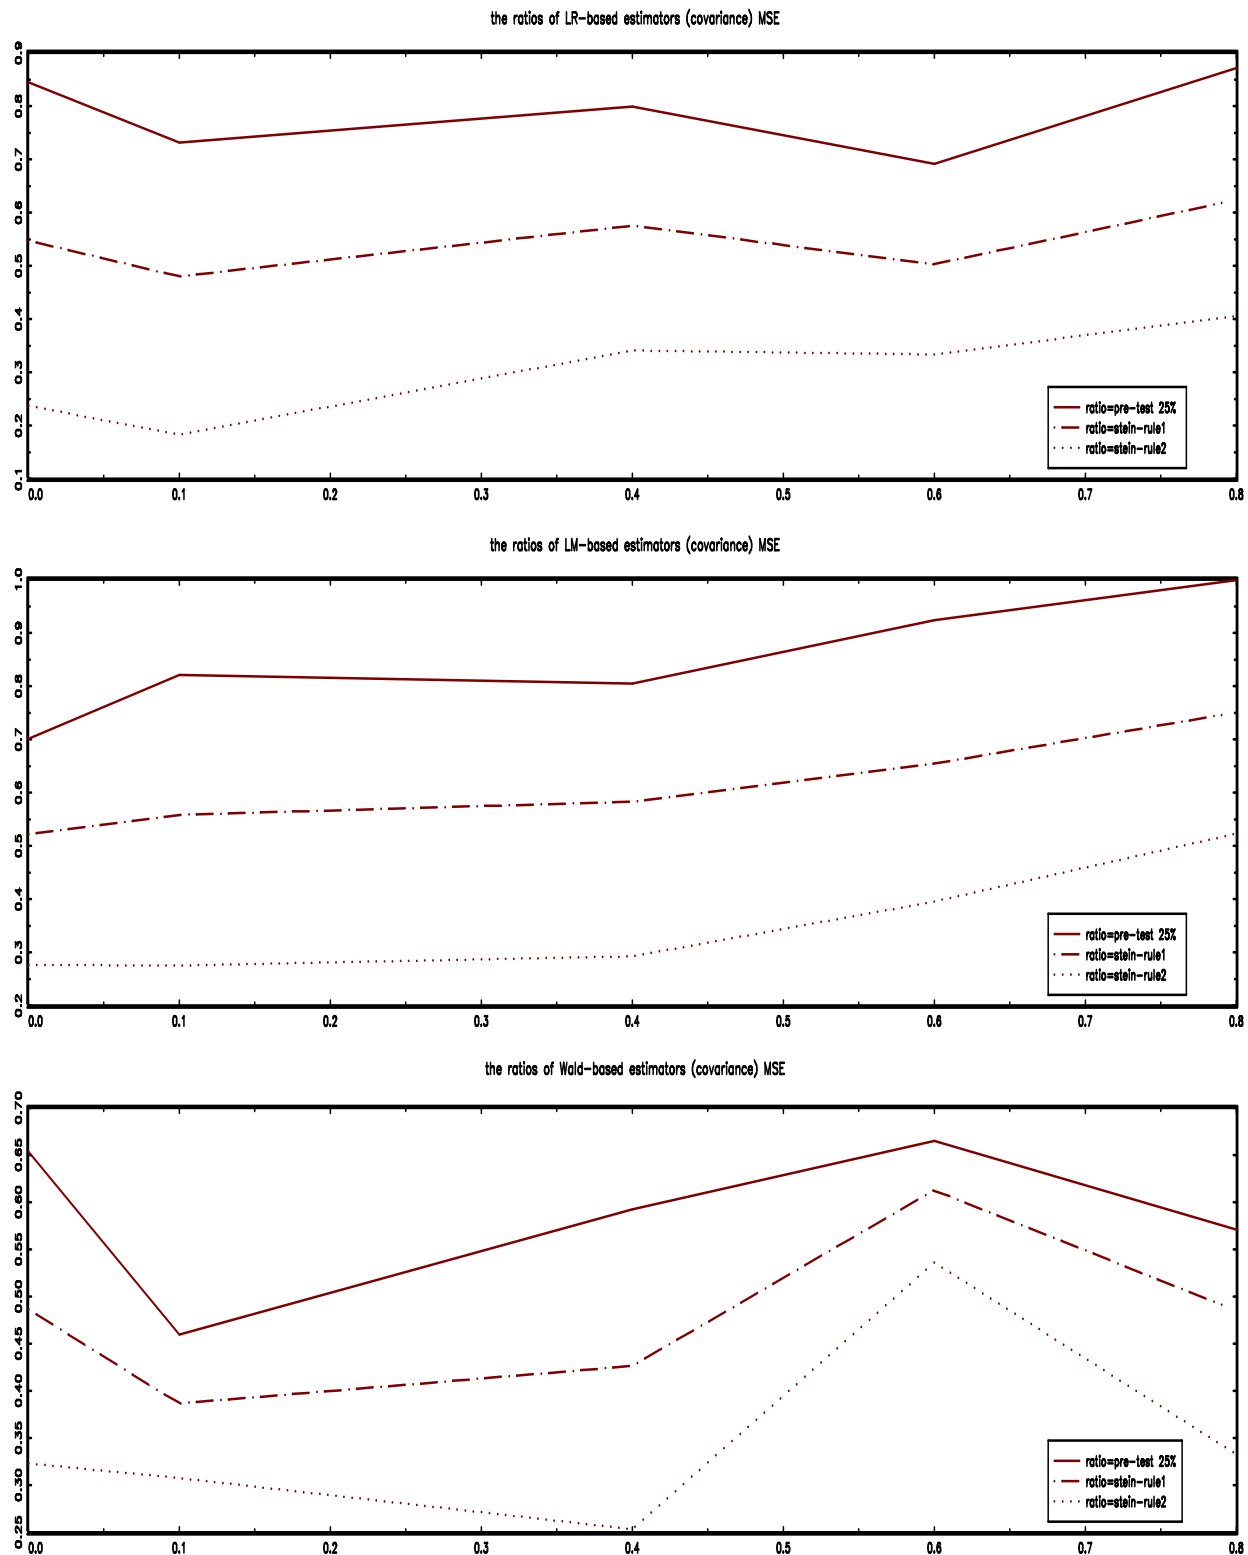 the ratios of LR-based estimators (covariance) MSE
0.9
0.8
0.7
0.6
0.5
0.4
0.3
0.2
0.1
ratio=pre-test 25%
ratio=stein-rule1
ratio=stein-rule2
0.0 0.1 0.2 0.3 0.4 0.5 0.6 0.7 0.8
the ratios of LM-based estimators (covariance) MSE
1.0
0.9
0.8
0.7
0.6
0.5
0.4
0.3
0.2
ratio=pre-test 25%
ratio=stein-rule1
ratio=stein-rule2
0.0 0.1 0.2 0.3 0.4 0.5 0.6 0.7 0.8
the ratios of Wald-based estimators (covariance) MSE
0.70
0.65
0.60
0.55
0.50
0.45
0.40
0.35
0.30
0.25
ratio=pre-test 25%
ratio=stein-rule1
ratio=stein-rule2
0.0 0.1 0.2 0.3 0.4 0.5 0.6 0.7 0.8